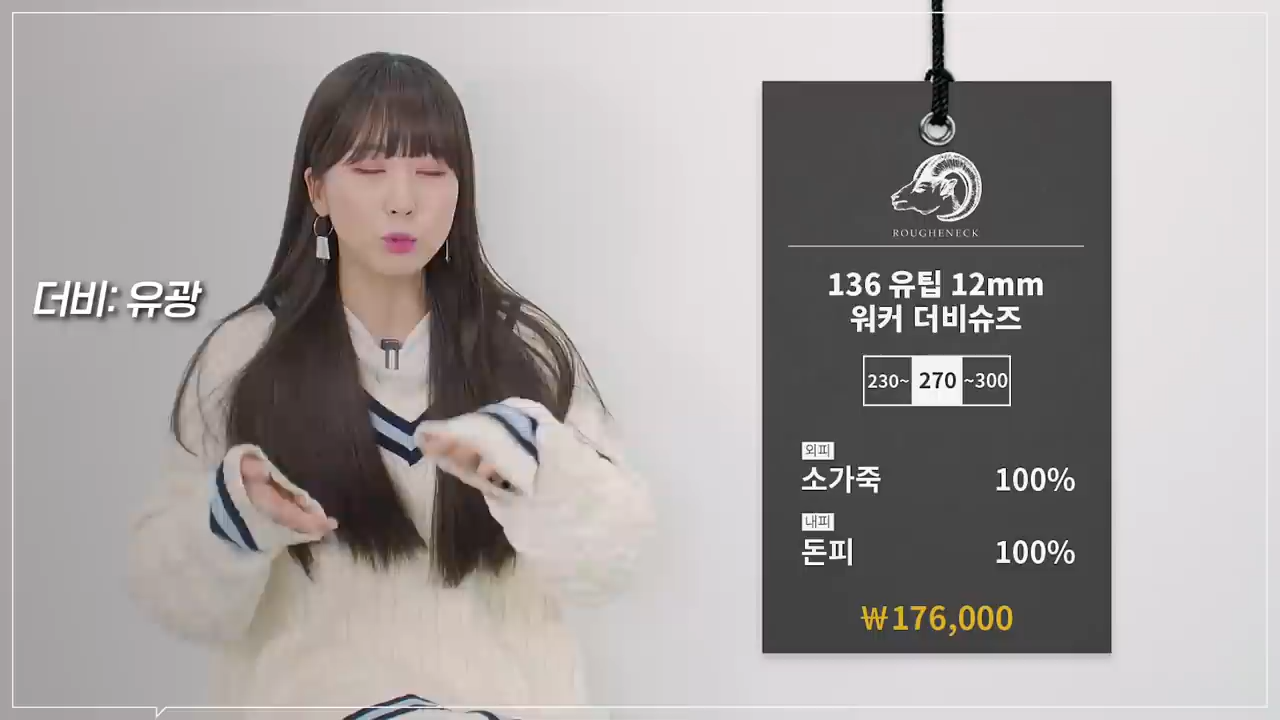 더비: 유광
ROUGHENECK
136 유팁 12mm
워커 더비슈즈
230~ 270 ~300
외피
소가죽 100%
내피
돈피 100%
₩176,000